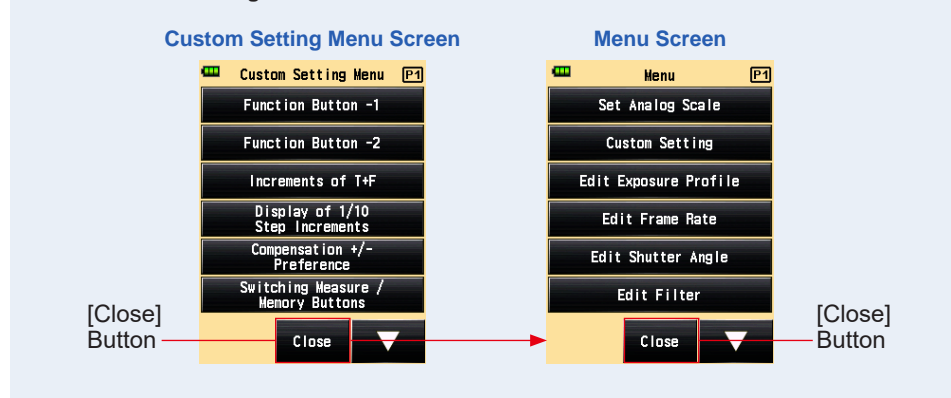 Custom Setting Menu Screen
Custom Setting Menu P1
Function Button -1
Function Button -2
Increments of T+F
Display of 1/10
Step Increments
Compensation +/-
Preference
Switching Measure /
Memory Buttons
Close
[Close]
Button
Menu Screen
Menu P1
Set Analog Scale
Custom Setting
Edit Exposure Profile
Edit Frame Rate
Edit Shutter Angle
Edit Filter
Close
[Close]
Button